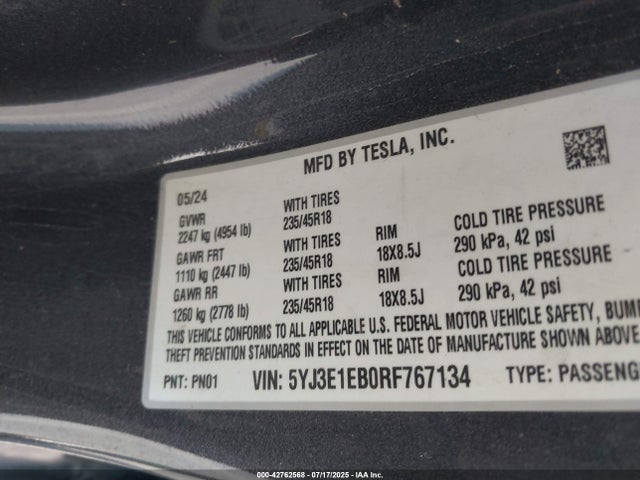 MFD BY TESLA, INC.
05/24
GVWR WITH TIRES
2247 kg (4954 lb) 235/45R18
GAWR FRT WITH TIRES RIM COLD TIRE PRESSURE
1110 kg (2447 lb) 235/45R18 18X8.5J 290 kPa, 42 psi
GAWR RR WITH TIRES RIM COLD TIRE PRESSURE
1260 kg (2778 lb) 235/45R18 18X8.5J 290 kPa, 42 psi
THIS VEHICLE CONFORMS TO ALL APPLICABLE U.S. FEDERAL MOTOR VEHICLE SAFETY, BUM
THEFT PREVENTION STANDARDS IN EFFECT ON THE DATE OF MANUFACTURE SHOWN ABOVE
PNT: PN01 VIN: 5YJ3E1EB0RF767134 TYPE: PASSENG
000-42762568 - 07/17/2025 - IAA Inc.